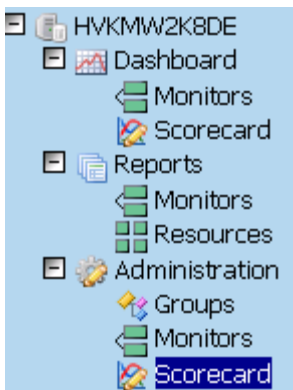 HVKMW2K8DE
Dashboard
Monitors
Scorecard
Reports
Monitors
Resources
Administration
Groups
Monitors
Scorecard